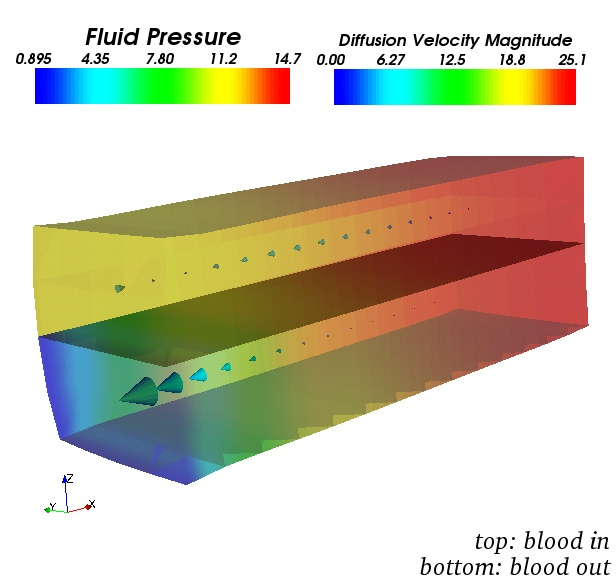 Fluid Pressure
0.895 4.35 7.80 11.2 14.7
Diffusion Velocity Magnitude
0.00 6.27 12.5 18.8 25.1
Z
Y X
top: blood in
bottom: blood out